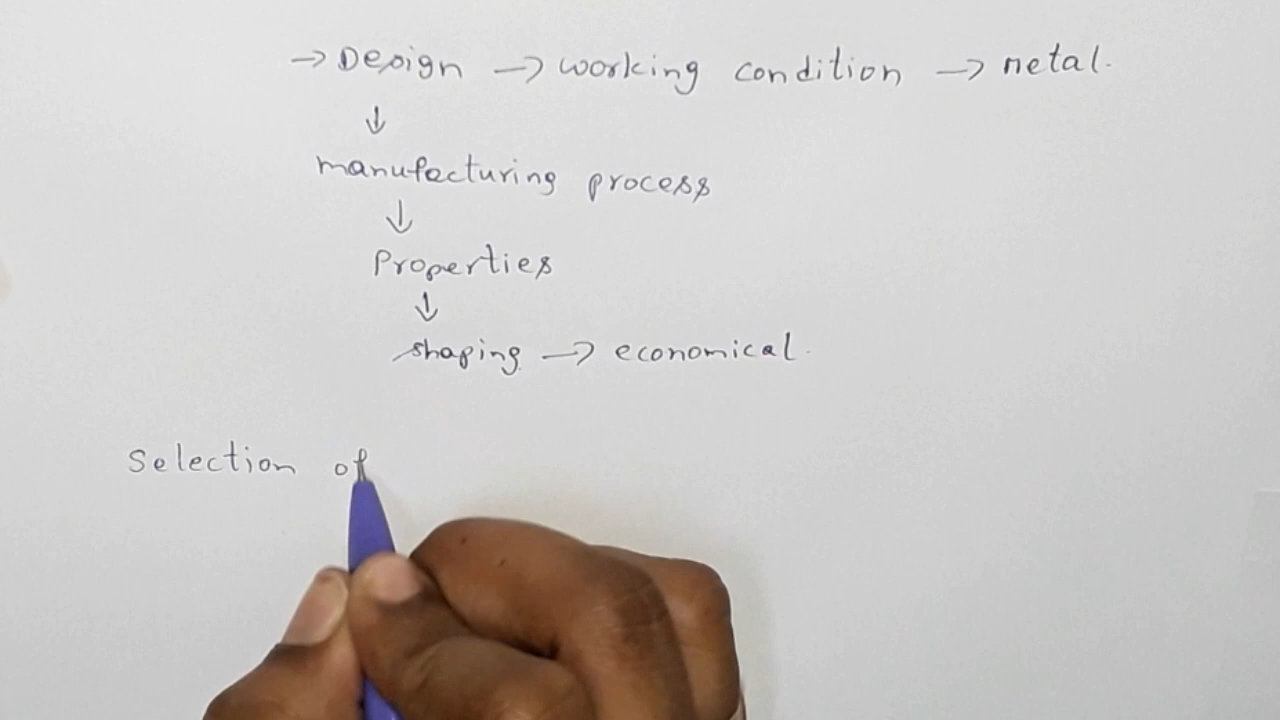 → Design → working condition → metal.
↓
manufacturing process
↓
Properties
↓
shaping → economical.
Selection of